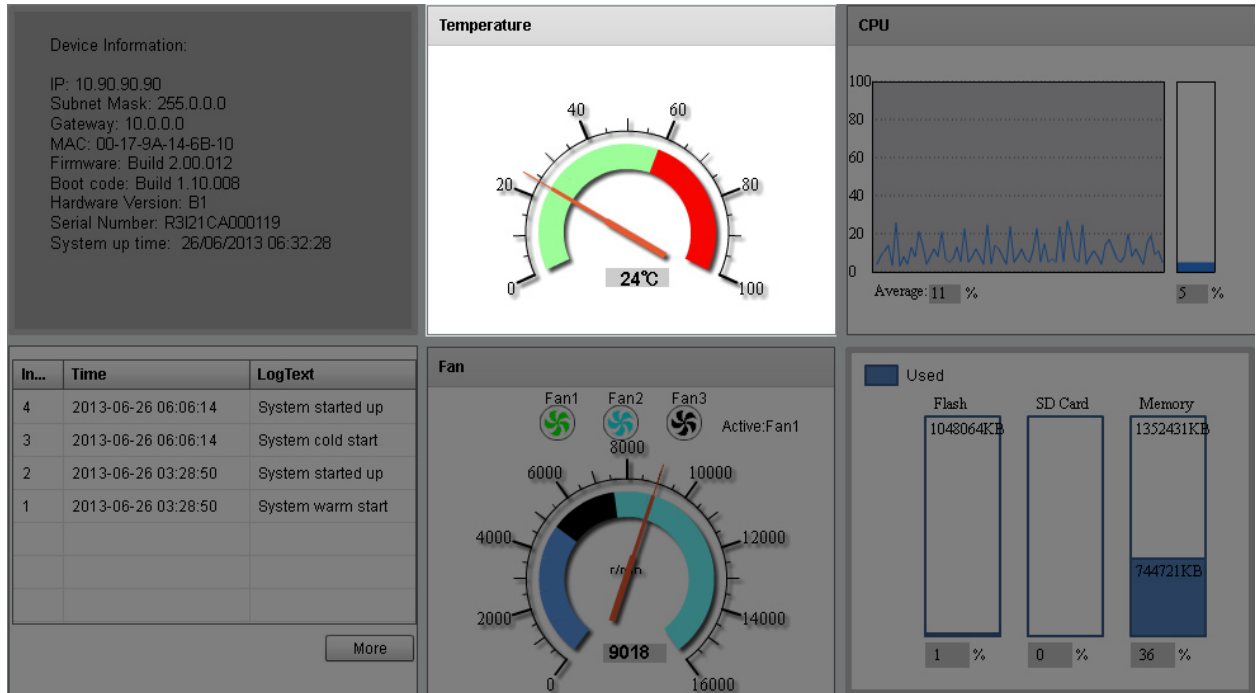 Device Information:
IP: 10.90.90.90
Subnet Mask: 255.0.0.0
Gateway: 10.0.0.0
MAC: 00-17-9A-14-6B-10
Firmware: Build 2.00.012
Boot code: Build 1.10.008
Hardware Version: B1
Serial Number: R3I21CA000119
System up time: 26/06/2013 06:32:28
Temperature
0
20
40
60
80
100
24℃
CPU
100
80
60
40
20
0
Average: 11 %
5 %
In... Time LogText
4 2013-06-26 06:06:14 System started up
3 2013-06-26 06:06:14 System cold start
2 2013-06-26 03:28:50 System started up
1 2013-06-26 03:28:50 System warm start
More
Fan
Fan1 Fan2 Fan3
Active:Fan1
0
2000
4000
6000
8000
10000
12000
14000
16000
r/min
9018
Used
Flash SD Card Memory
1048064KB 1352431KB
744721KB
1 % 0 % 36 %